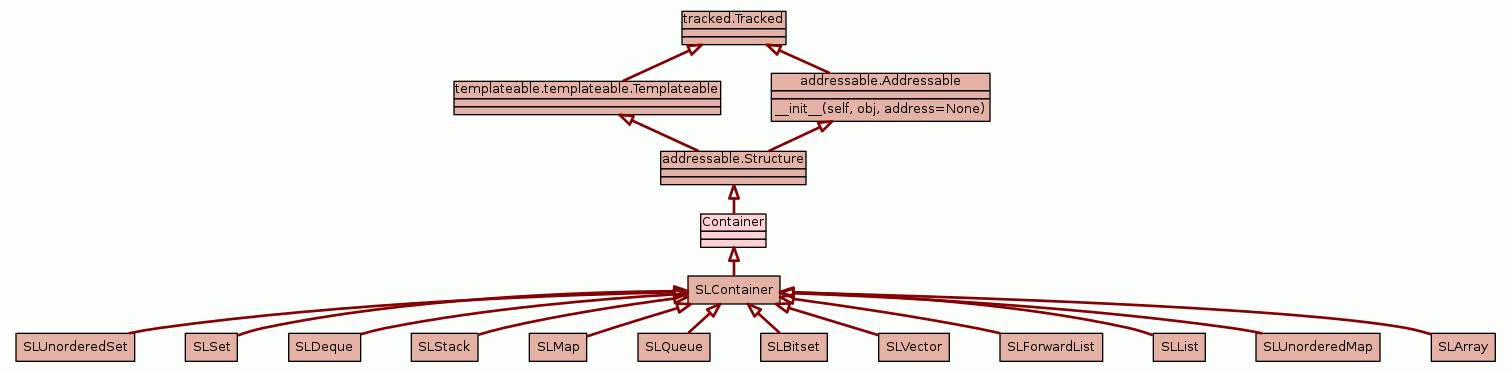 tracked.Tracked
templateable.templateable.Templateable
addressable.Addressable
__init__(self, obj, address=None)
addressable.Structure
Container
SLContainer
SLUnorderedSet
SLSet
SLDeque
SLStack
SLMap
SLQueue
SLBitset
SLVector
SLForwardList
SLList
SLUnorderedMap
SLArray